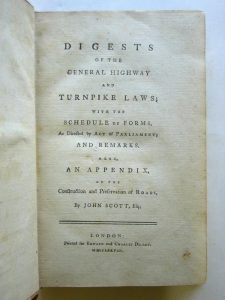 DIGESTS
OF THE
GENERAL HIGHWAY
AND
TURNPIKE LAWS;
WITH THE
SCHEDULE OF FORMS,
As Directed by ACT OF PARLIAMENT;
AND REMARKS.
ALSO,
AN APPENDIX,
ON THE
Construction and Preservation of ROADS,
By JOHN SCOTT, Esq;
LONDON:
Printed for EDWARD and CHARLES DILLY.